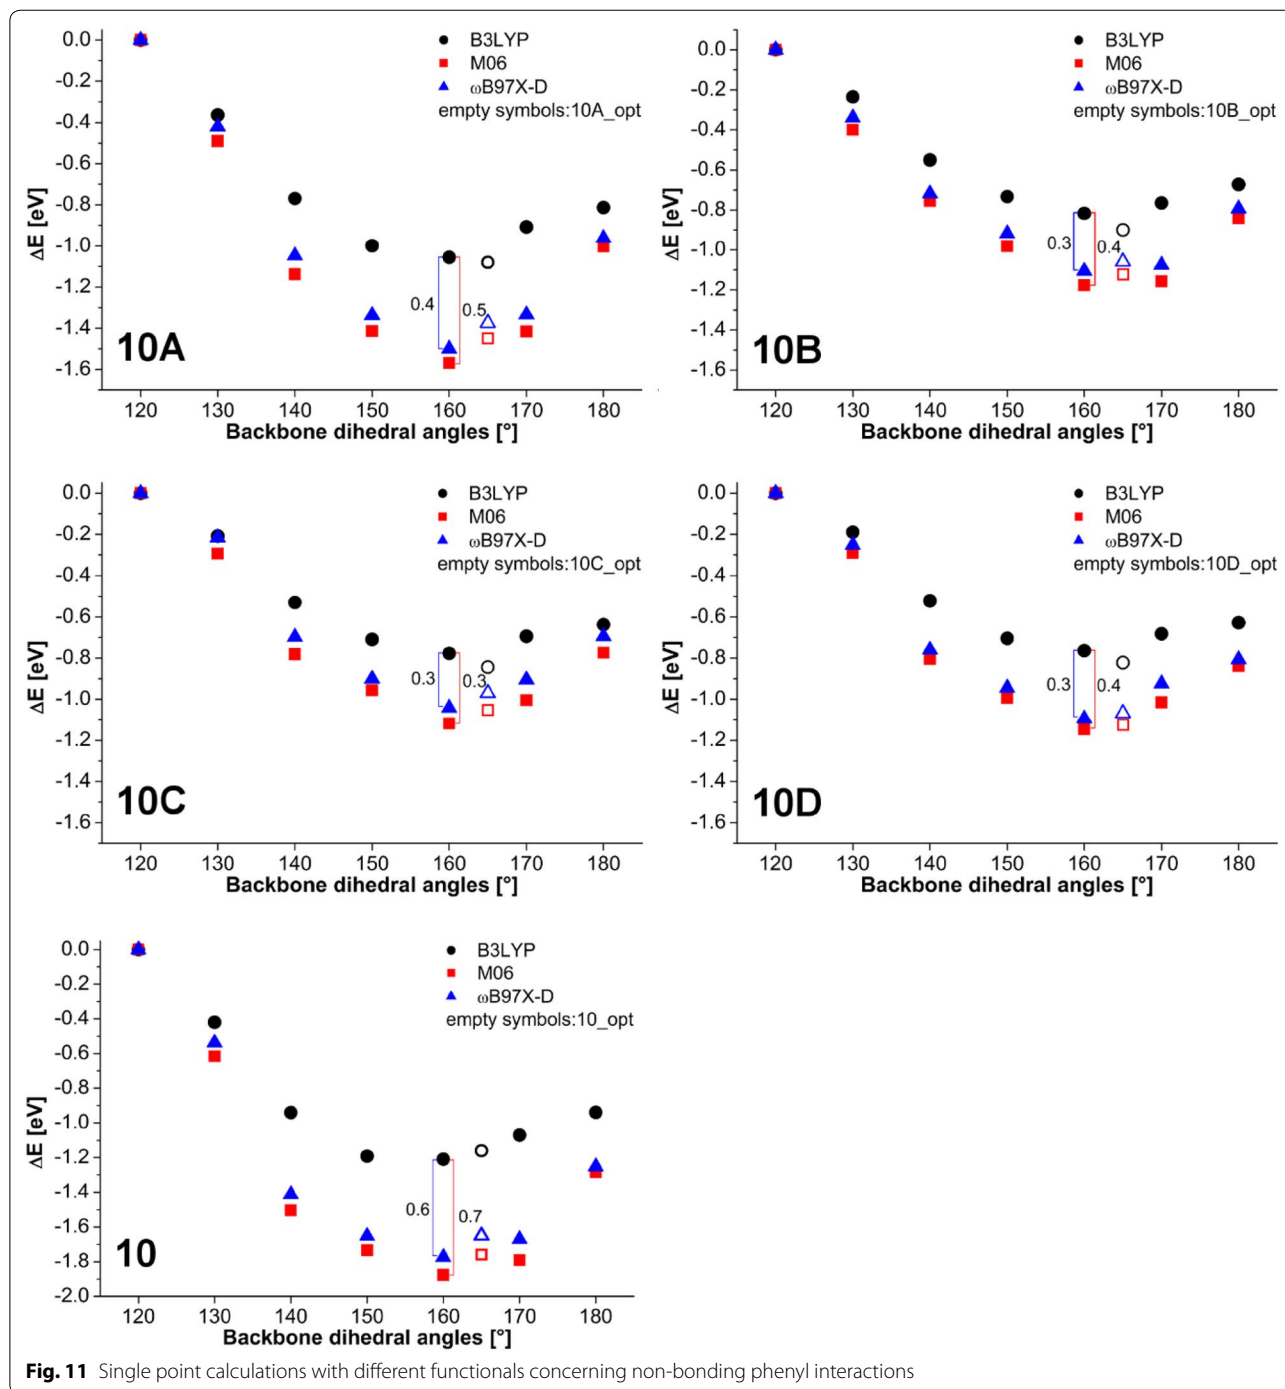 0.0
-0.2
-0.4
-0.6
-0.8
-1.0
-1.2
-1.4
-1.6
ΔE [eV]
B3LYP
M06
ωB97X-D
empty symbols:10A_opt
0.4
0.5
10A
120 130 140 150 160 170 180
Backbone dihedral angles [°]
0.0
-0.2
-0.4
-0.6
-0.8
-1.0
-1.2
-1.4
-1.6
ΔE [eV]
B3LYP
M06
ωB97X-D
empty symbols:10B_opt
0.3
0.4
10B
120 130 140 150 160 170 180
Backbone dihedral angles [°]
0.0
-0.2
-0.4
-0.6
-0.8
-1.0
-1.2
-1.4
-1.6
ΔE [eV]
B3LYP
M06
ωB97X-D
empty symbols:10C_opt
0.3
0.3
10C
120 130 140 150 160 170 180
Backbone dihedral angles [°]
0.0
-0.2
-0.4
-0.6
-0.8
-1.0
-1.2
-1.4
-1.6
ΔE [eV]
B3LYP
M06
ωB97X-D
empty symbols:10D_opt
0.3
0.4
10D
120 130 140 150 160 170 180
Backbone dihedral angles [°]
0.0
-0.2
-0.4
-0.6
-0.8
-1.0
-1.2
-1.4
-1.6
-1.8
-2.0
ΔE [eV]
B3LYP
M06
ωB97X-D
empty symbols:10_opt
0.6
0.7
10
120 130 140 150 160 170 180
Backbone dihedral angles [°]
Fig. 11 Single point calculations with different functionals concerning non-bonding phenyl interactions